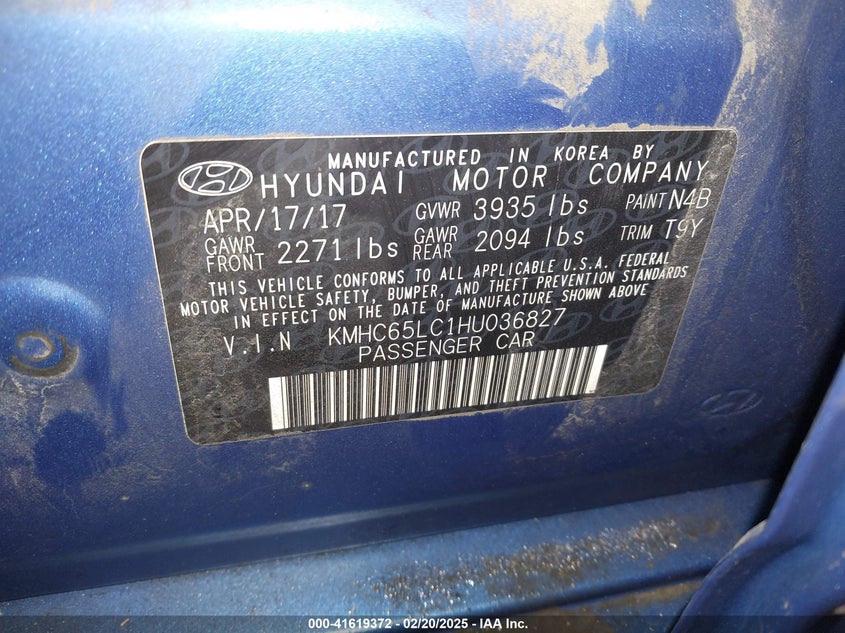 MANUFACTURED IN KOREA BY
HYUNDAI MOTOR COMPANY
APR/17/17 GVWR 3935 lbs PAINT N4B
GAWR FRONT 2271 lbs GAWR REAR 2094 lbs TRIM T9Y
THIS VEHICLE CONFORMS TO ALL APPLICABLE U.S.A. FEDERAL
MOTOR VEHICLE SAFETY, BUMPER, AND THEFT PREVENTION STANDARDS
IN EFFECT ON THE DATE OF MANUFACTURE SHOWN ABOVE
V.I.N KMHC65LC1HU036827
PASSENGER CAR
000-41619372 — 02/20/2025 — IAA Inc.